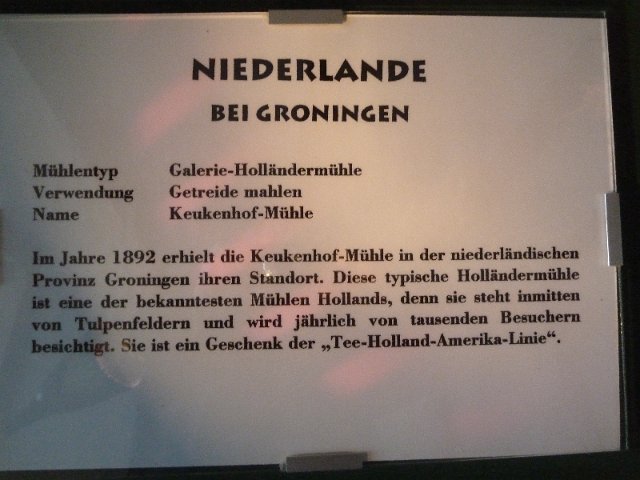 NIEDERLANDE
BEI GRONINGEN
Mühlentyp Galerie-Holländermühle
Verwendung Getreide mahlen
Name Keukenhof-Mühle
Im Jahre 1892 erhielt die Keukenhof-Mühle in der niederländischen
Provinz Groningen ihren Standort. Diese typische Holländermühle
ist eine der bekanntesten Mühlen Hollands, denn sie steht inmitten
von Tulpenfeldern und wird jährlich von tausenden Besuchern
besichtigt. Sie ist ein Geschenk der „Tee-Holland-Amerika-Linie“.